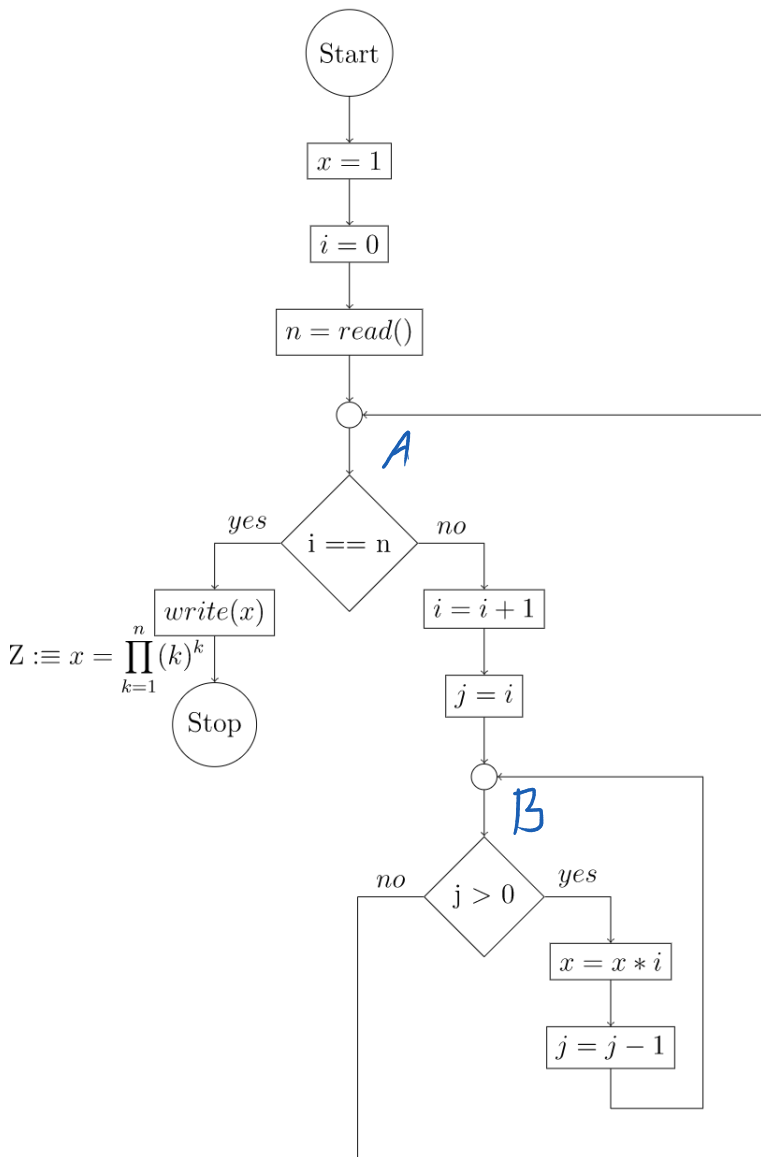 Start
x = 1
i = 0
n = read()
A
yes
i == n
no
write(x)
i = i + 1
Z :≡ x = ∏_{k=1}^{n} (k)^k
j = i
Stop
B
no
j > 0
yes
x = x * i
j = j − 1